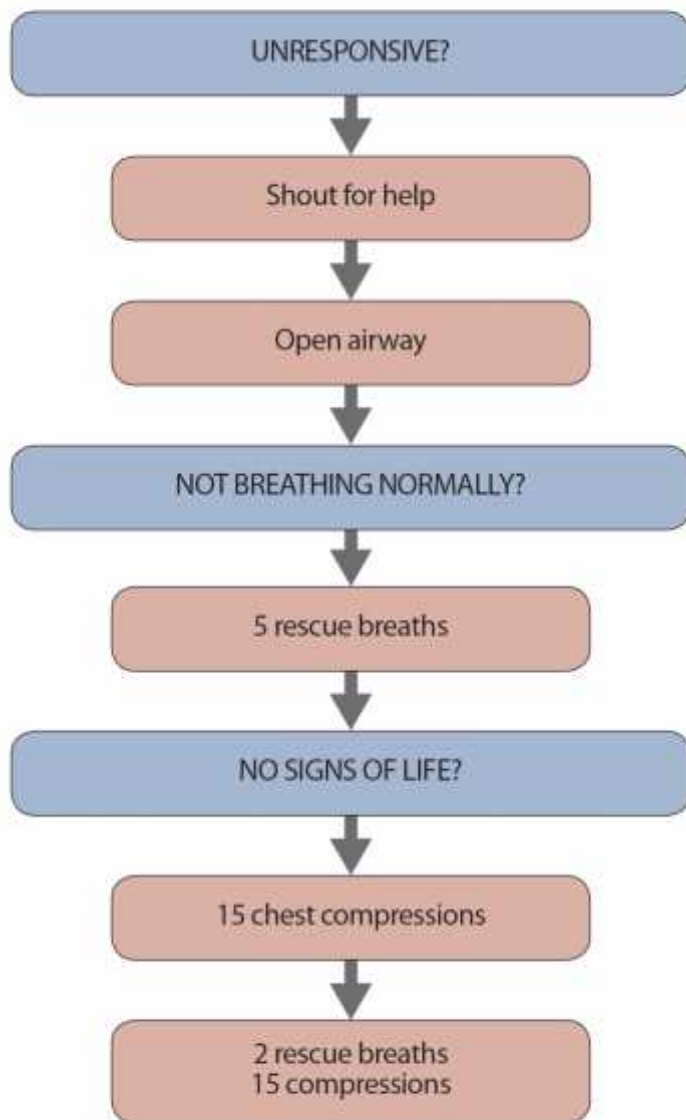 UNRESPONSIVE?
Shout for help
Open airway
NOT BREATHING NORMALLY?
5 rescue breaths
NO SIGNS OF LIFE?
15 chest compressions
2 rescue breaths
15 compressions